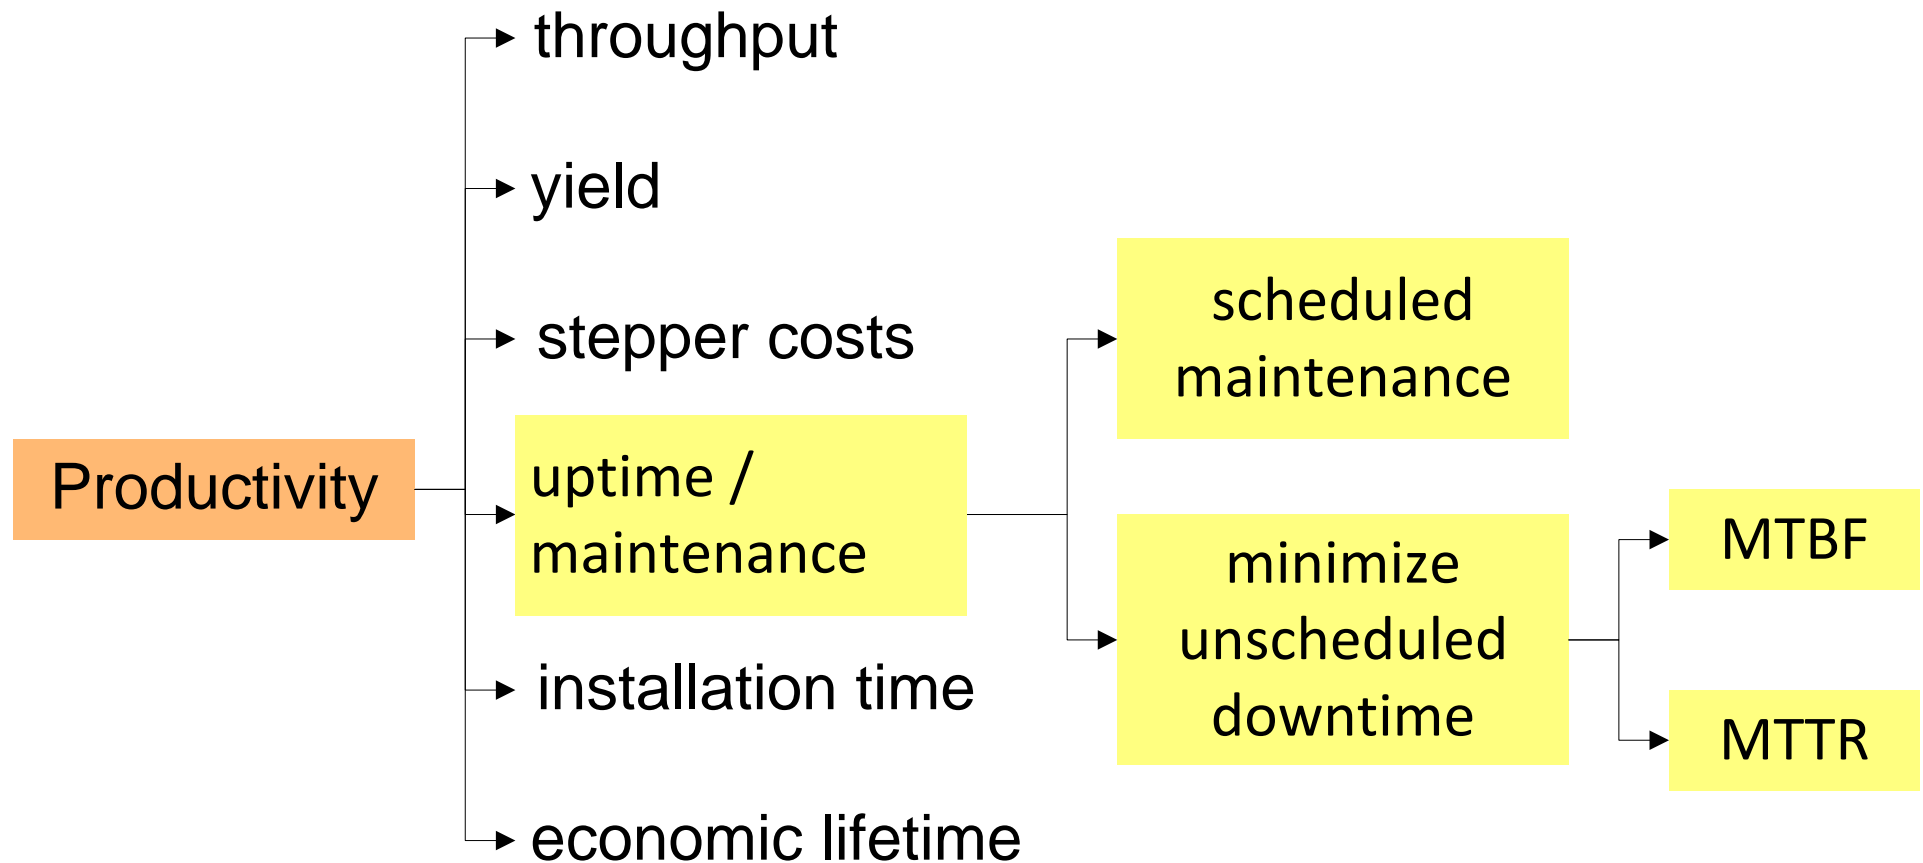 throughput
yield
stepper costs
Productivity
uptime /
maintenance
installation time
economic lifetime
scheduled
maintenance
minimize
unscheduled
downtime
MTBF
MTTR